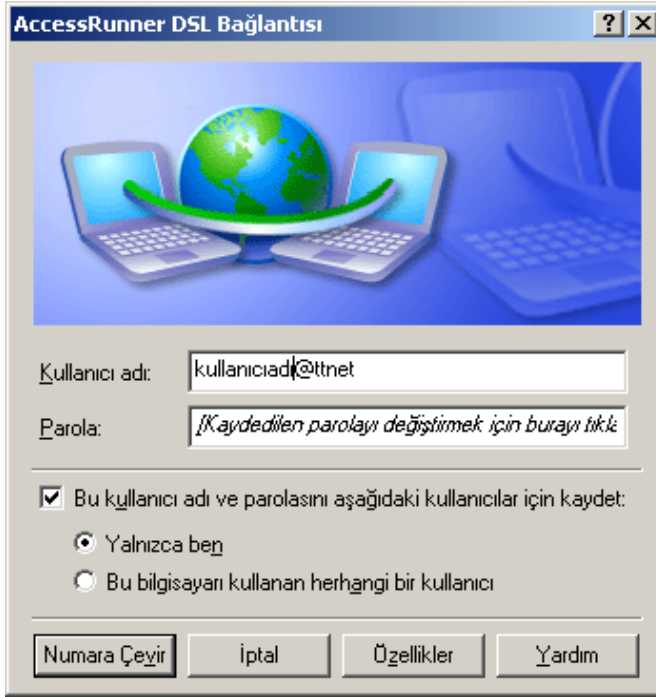 AccessRunner DSL Bağlantısı
Kullanıcı adı:
kullanıcıadı@ttnet
Parola:
[Kaydedilen parolayı değiştirmek için burayı tıkla
Bu kullanıcı adı ve parolasını aşağıdaki kullanıcılar için kaydet:
Yalnızca ben
Bu bilgisayarı kullanan herhangi bir kullanıcı
Numara Çevir İptal Özellikler Yardım